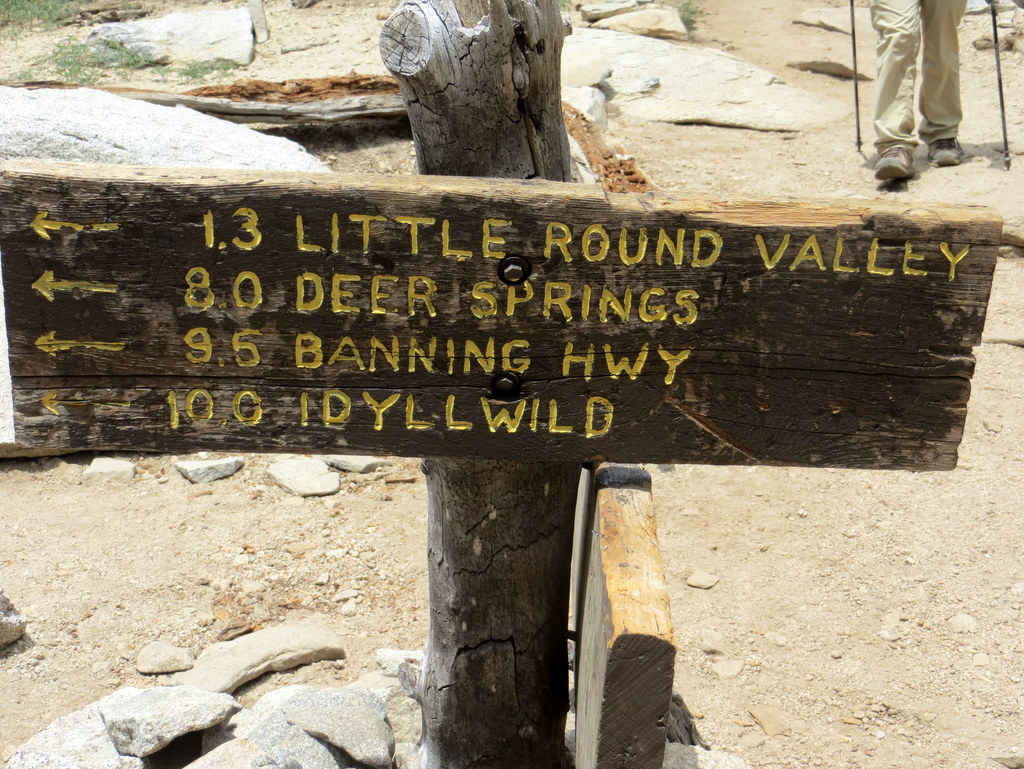 ← 1.3 LITTLE ROUND VALLEY
← 8.0 DEER SPRINGS
← 9.5 BANNING HWY
← 10.0 IDYLLWILD